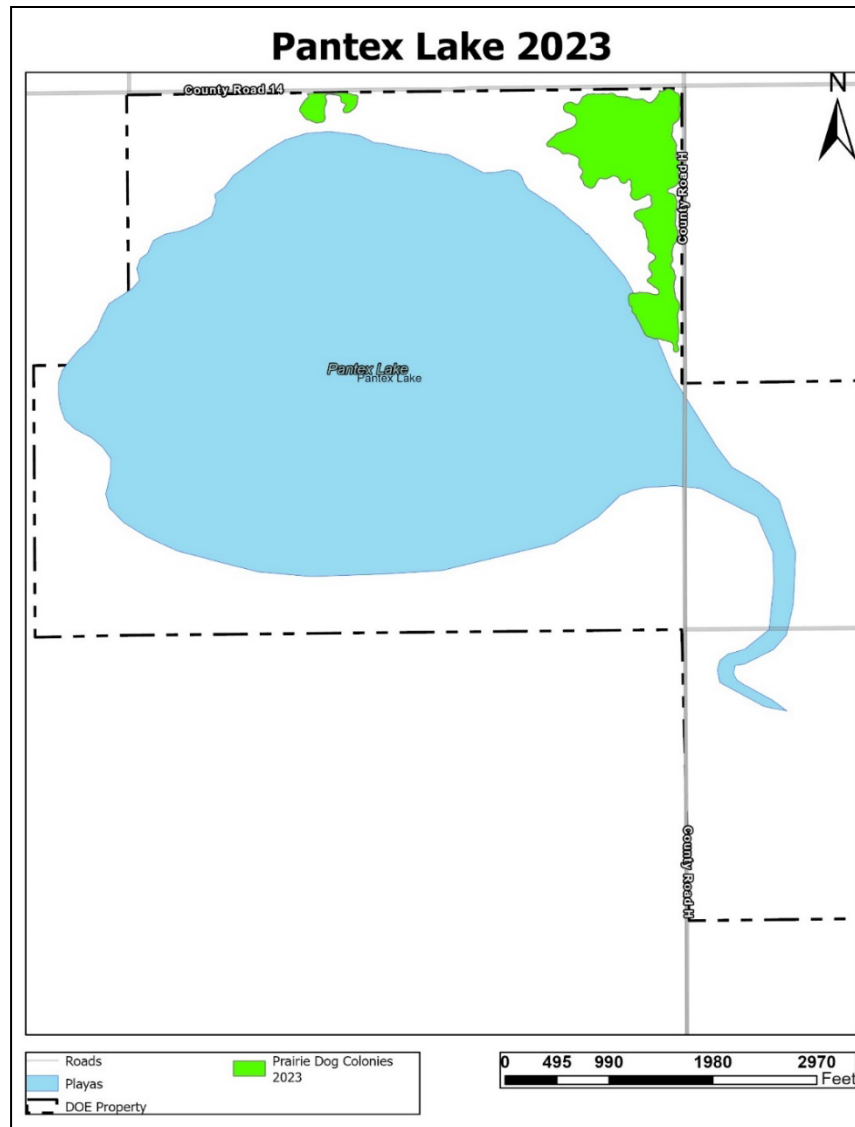 Pantex Lake 2023
County Road 14
N
County Road H
Pantex Lake
Pantex Lake
County Road H
Roads
Playas
DOE Property
Prairie Dog Colonies
2023
0 495 990 1980 2970
Feet